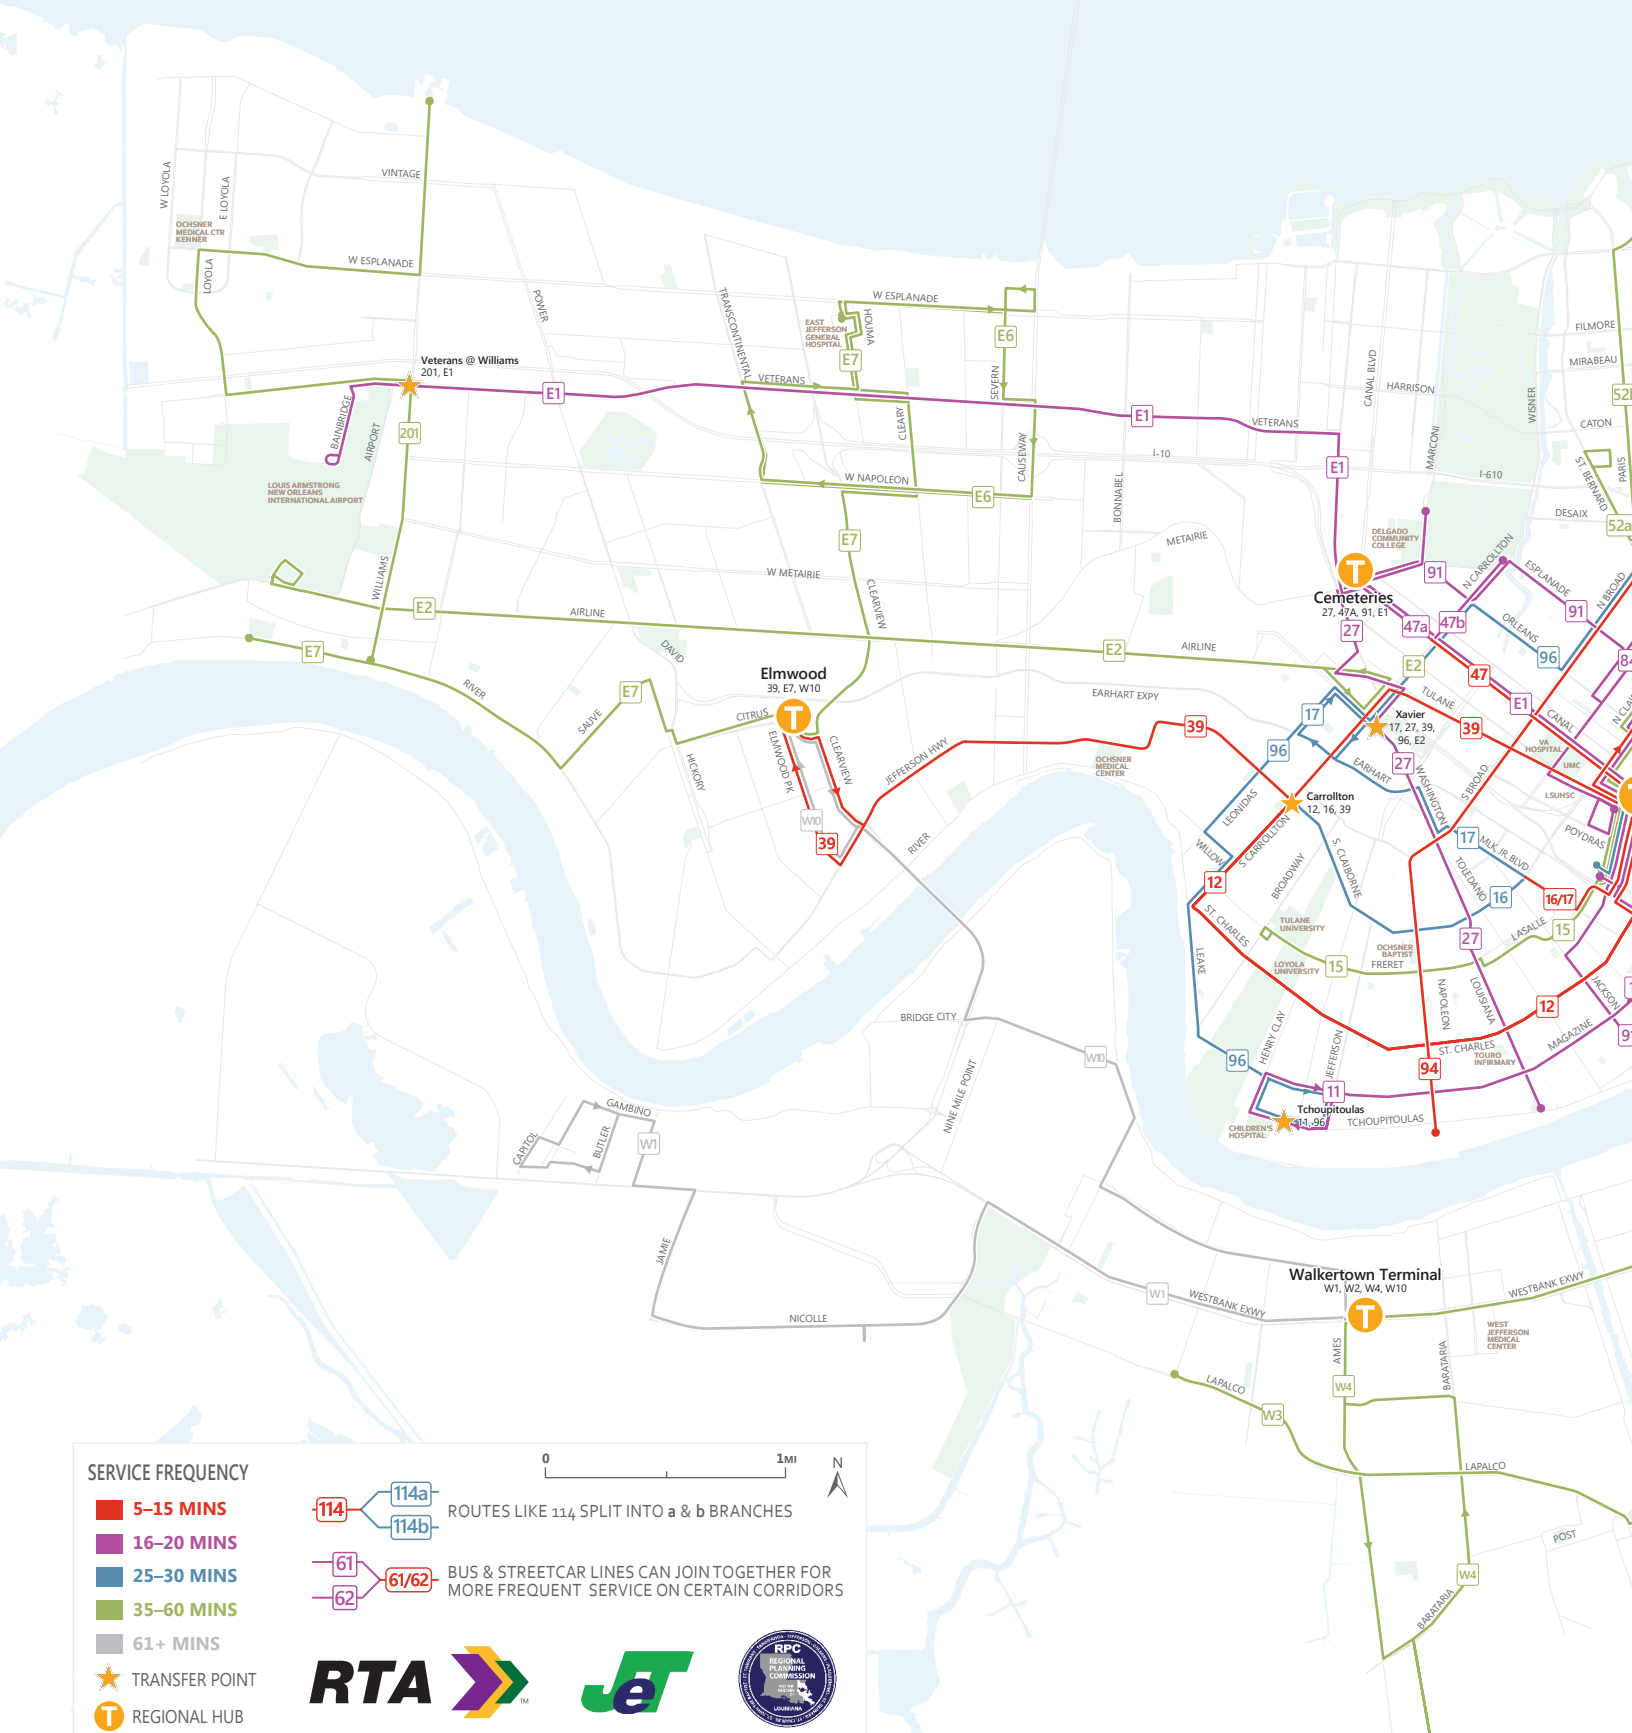 VINTAGE
W LOYOLA
E LOYOLA
OCHSNER
MEDICAL CTR
KENNER
W ESPLANADE
LOYOLA
POWER
TRANSCONTINENTAL
W ESPLANADE
HOUMA
EAST
JEFFERSON
GENERAL
HOSPITAL
E6
E7
SEVERN
CANAL BLVD
HARRISON
WISNER
FILMORE
MIRABEAU
Veterans @ Williams
201, E1
E1
VETERANS
CLEARY
E1
VETERANS
CATON
201
BAINBRIDGE
AIRPORT
CAUSEWAY
I-10
E1
MARCONI
I-610
ST. BERNARD
PARIS
LOUIS ARMSTRONG
NEW ORLEANS
INTERNATIONAL AIRPORT
W NAPOLEON
E6
BONNABEL
DESAIX
52a
E7
METAIRIE
DELGADO
COMMUNITY
COLLEGE
T
91
N CARROLLTON
ESPLANADE
N BROAD
W METAIRIE
WILLIAMS
CLEARVIEW
Cemeteries
27, 47A, 91, E1
E2
AIRLINE
27
47a
47b
ORLEANS
91
96
E7
DAVID
E2
AIRLINE
E2
47
RIVER
SAUVE
E7
Elmwood
39, E7, W10
T
CITRUS
EARHART EXPY
TULANE
E1
CANAL
N CLAI
HICKORY
ELMWOOD PK
CLEARVIEW
JEFFERSON HWY
39
17
96
Xavier
17, 27, 39,
96, E2
39
VA
HOSPITAL
UMC
OCHSNER
MEDICAL
CENTER
27
EARHART
WASHINGTON
S BROAD
LSUHSC
W10
39
RIVER
LEONIDAS
Carrollton
12, 16, 39
S CARROLLTON
WILLOW
BROADWAY
S. CLAIBORNE
17
MLK JR. BLVD
POYDRAS
12
TOLEDANO
16
16/17
ST. CHARLES
TULANE
UNIVERSITY
27
LASALLE
15
LEAKE
LOYOLA
UNIVERSITY
15
OCHSNER
BAPTIST
FRERET
NAPOLEON
LOUISIANA
12
JACKSON
MAGAZINE
BRIDGE CITY
W10
96
HENRY CLAY
JEFFERSON
ST. CHARLES
TOURO
INFIRMARY
94
11
NINE MILE POINT
Tchoupitoulas
11, 96
CHILDREN'S
HOSPITAL
TCHOUPITOULAS
GAMBINO
CAPITOL
BUTLER
W1
JAMIE
NICOLLE
W1
WESTBANK EXWY
Walkertown Terminal
W1, W2, W4, W10
T
WESTBANK EXWY
WEST
JEFFERSON
MEDICAL
CENTER
AMES
BARATARIA
W4
LAPALCO
W3
LAPALCO
POST
W4
BARATARIA
SERVICE FREQUENCY
5–15 MINS
16–20 MINS
25–30 MINS
35–60 MINS
61+ MINS
TRANSFER POINT
T REGIONAL HUB
0 1MI
N
114
114a
114b
ROUTES LIKE 114 SPLIT INTO a & b BRANCHES
61
62
61/62
BUS & STREETCAR LINES CAN JOIN TOGETHER FOR
MORE FREQUENT SERVICE ON CERTAIN CORRIDORS
RTA
TM
JeT
RPC
REGIONAL
PLANNING
COMMISSION
LOUISIANA